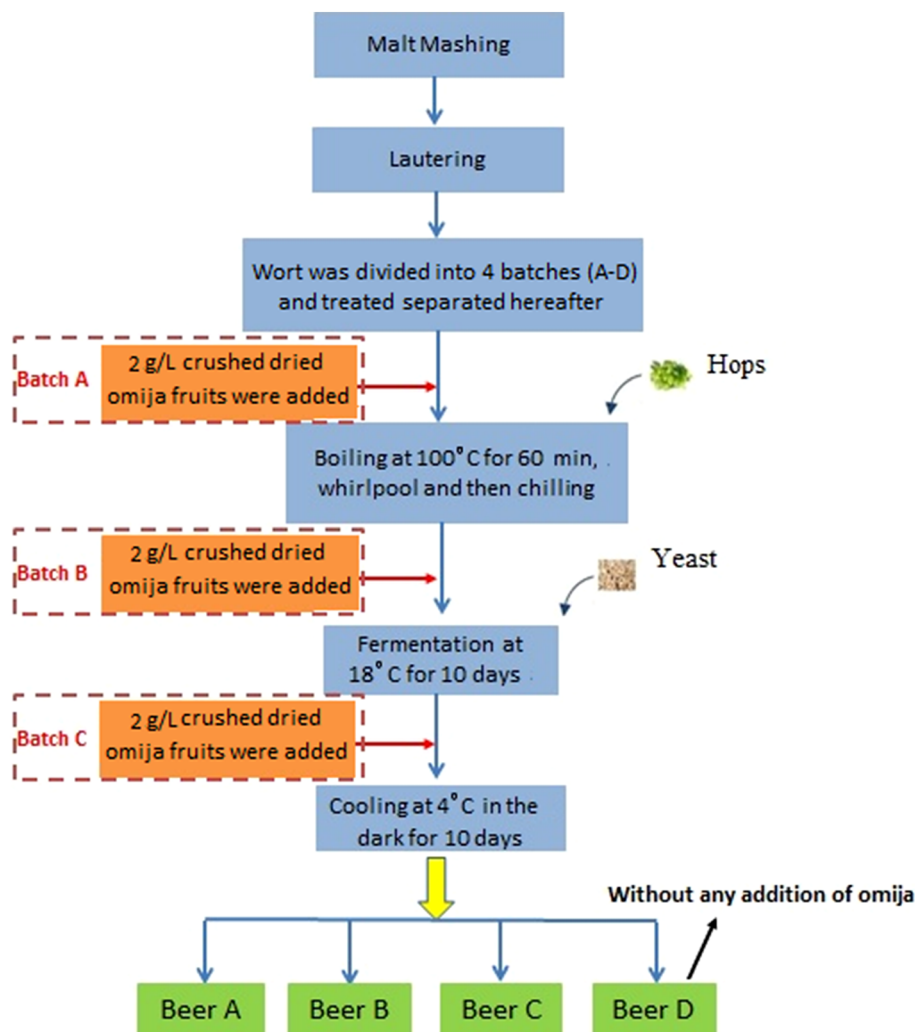 Malt Mashing
Lautering
Wort was divided into 4 batches (A-D)
and treated separated hereafter
Batch A
2 g/L crushed dried
omija fruits were added
Hops
Boiling at 100°C for 60 min,
whirlpool and then chilling
Batch B
2 g/L crushed dried
omija fruits were added
Yeast
Fermentation at
18°C for 10 days
Batch C
2 g/L crushed dried
omija fruits were added
Cooling at 4°C in the
dark for 10 days
Without any addition of omija
Beer A
Beer B
Beer C
Beer D